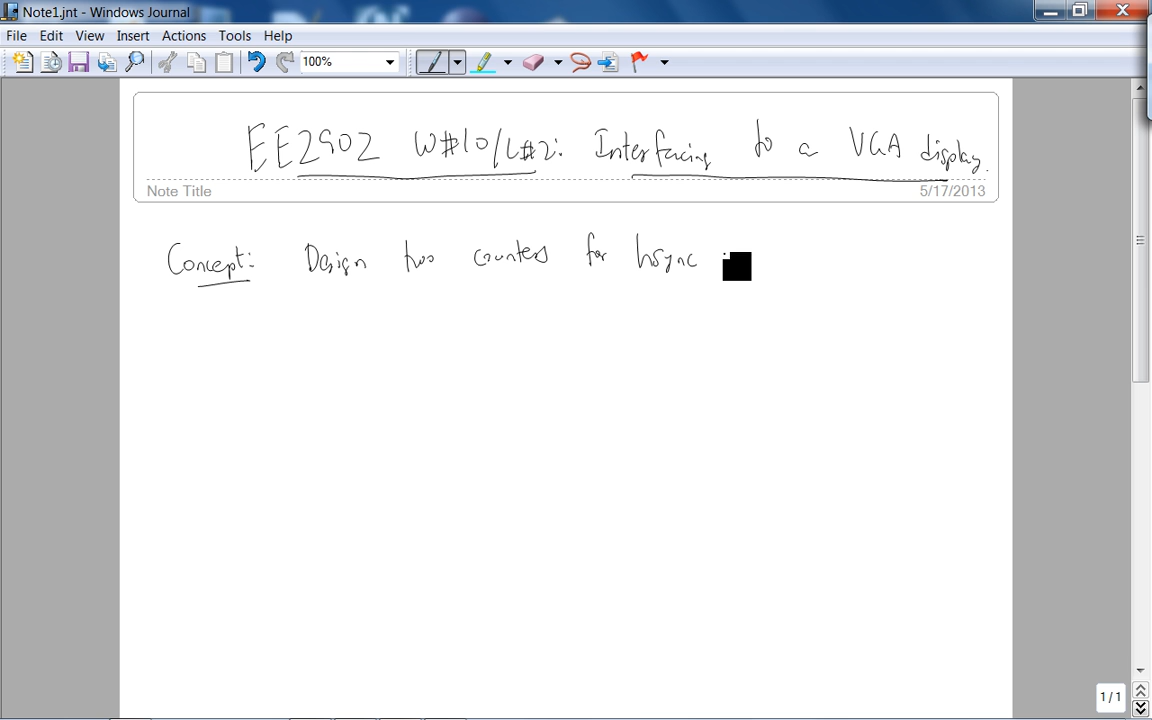 Note1.jnt - Windows Journal
File Edit View Insert Actions Tools Help
100%
EE2902 W#10/L#2: Interfacing to a VGA display.
Note Title 5/17/2013
Concept: Design two counters for hsync
1 / 1